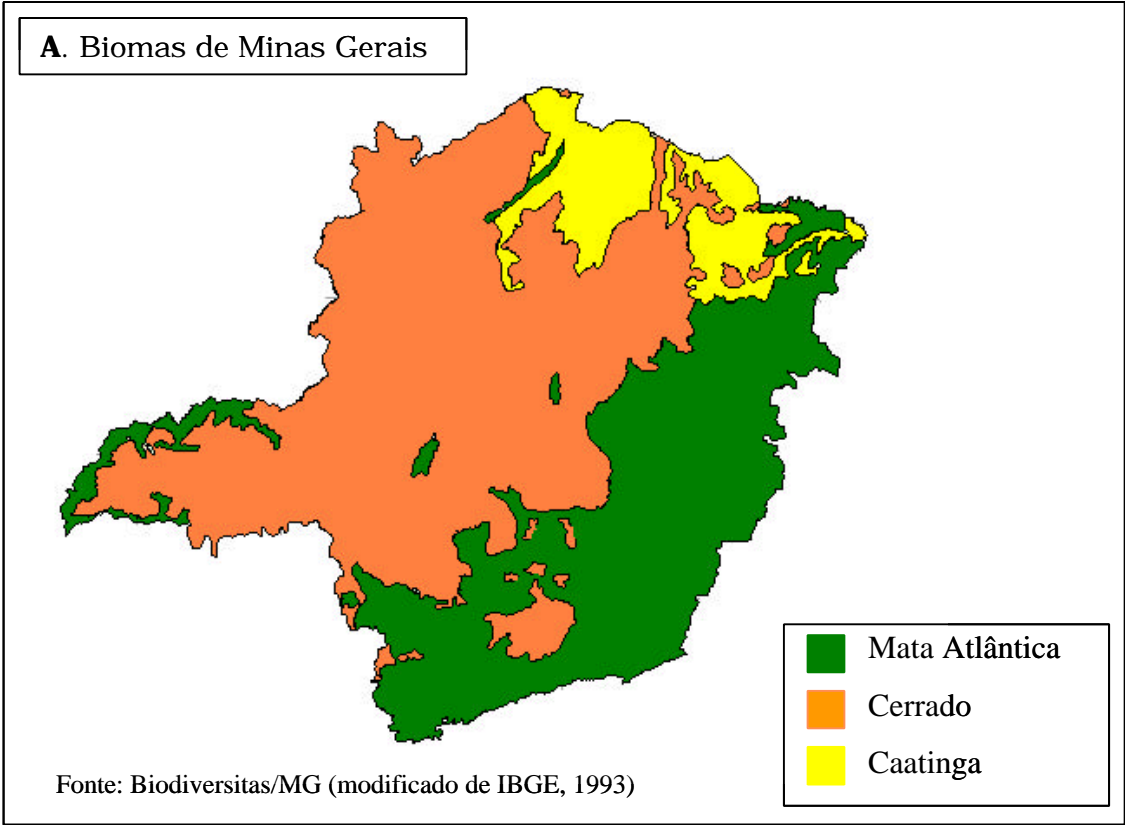 A. Biomas de Minas Gerais
Mata Atlântica
Cerrado
Caatinga
Fonte: Biodiversitas/MG (modificado de IBGE, 1993)